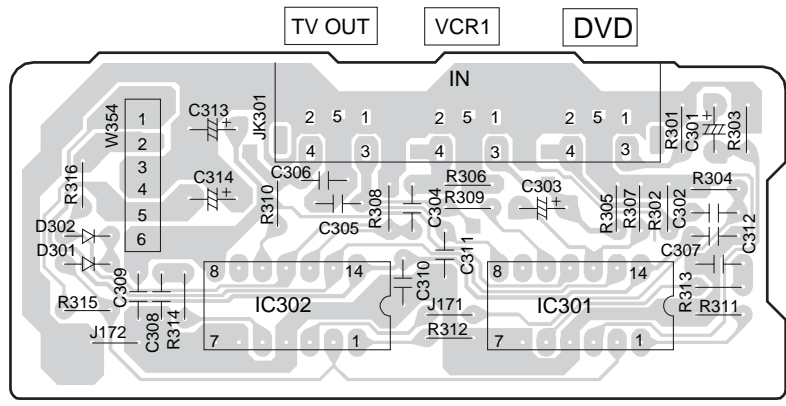 TV OUT VCR1 DVD
IN
W354 1 2 3 4 5 6
C313
C314
JK301
2 5 1 2 5 1 2 5 1
4 3 4 3 4 3
R301 C301 + R303
R316
D302
D301
R310
C306
C305
R308
C304
R306
R309
C303
R305 R307 R302 C302
R304
C312
C307
C311
C310
R315
J172
C309
C308
R314
8 14
IC302
7 1
J171
R312
8 14
IC301
7 1
R313
R311